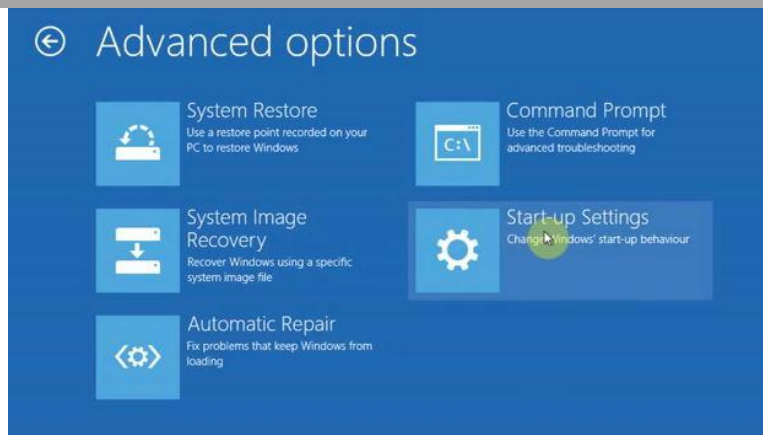 Advanced options
System Restore
Use a restore point recorded on your
PC to restore Windows
Command Prompt
Use the Command Prompt for
advanced troubleshooting
C:\
System Image
Recovery
Recover Windows using a specific
system image file
Start-up Settings
Change Windows' start-up behaviour
Automatic Repair
Fix problems that keep Windows from
loading